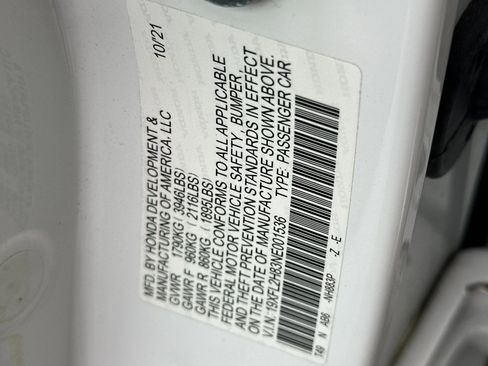 MFD. BY HONDA DEVELOPMENT & 10/21
MANUFACTURING OF AMERICA, LLC
GVWR 1790KG (3946LBS)
GAWR F 960KG (2116LBS)
GAWR R 860KG (1895LBS)
THIS VEHICLE CONFORMS TO ALL APPLICABLE
FEDERAL MOTOR VEHICLE SAFETY, BUMPER,
AND THEFT PREVENTION STANDARDS IN EFFECT
ON THE DATE OF MANUFACTURE SHOWN ABOVE.
V.I.N: 19XFL2H83NE001536 TYPE: PASSENGER CAR
T49 N AB6 -NH883P -Z -E